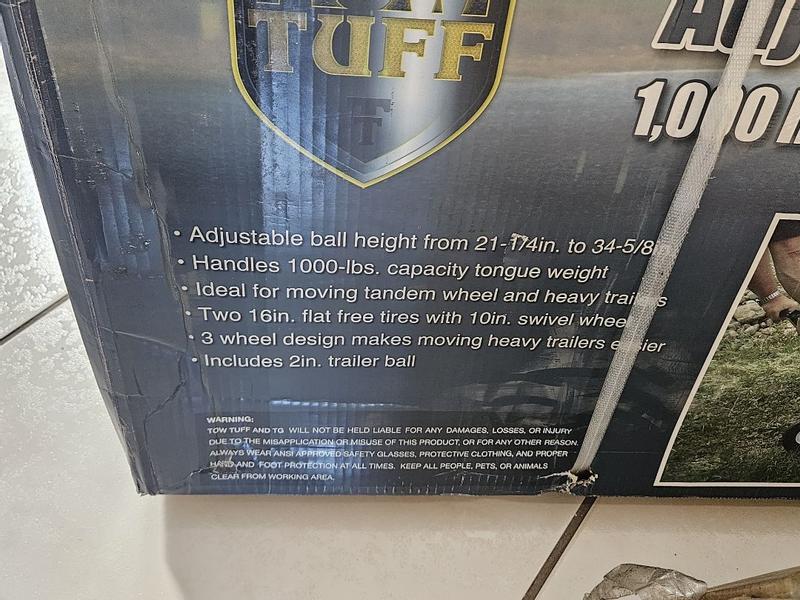 TUFF
TT
1,000
• Adjustable ball height from 21-1/4in. to 34-5/8in
• Handles 1000-lbs. capacity tongue weight
• Ideal for moving tandem wheel and heavy trailers
• Two 16in. flat free tires with 10in. swivel wheel
• 3 wheel design makes moving heavy trailers easier
• Includes 2in. trailer ball
WARNING:
TOW TUFF AND TG WILL NOT BE HELD LIABLE FOR ANY DAMAGES, LOSSES, OR INJURY
DUE TO THE MISAPPLICATION OR MISUSE OF THIS PRODUCT, OR FOR ANY OTHER REASON.
ALWAYS WEAR ANSI APPROVED SAFETY GLASSES, PROTECTIVE CLOTHING, AND PROPER
HAND AND FOOT PROTECTION AT ALL TIMES. KEEP ALL PEOPLE, PETS, OR ANIMALS
CLEAR FROM WORKING AREA.